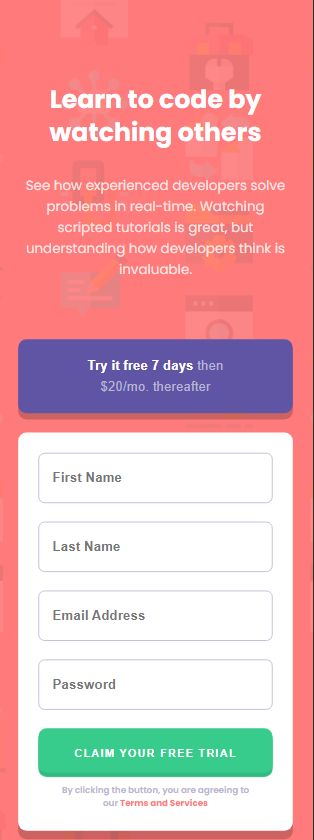 Learn to code by
watching others
See how experienced developers solve
problems in real-time. Watching
scripted tutorials is great, but
understanding how developers think is
invaluable.
Try it free 7 days then
$20/mo. thereafter
First Name
Last Name
Email Address
Password
CLAIM YOUR FREE TRIAL
By clicking the button, you are agreeing to
our Terms and Services